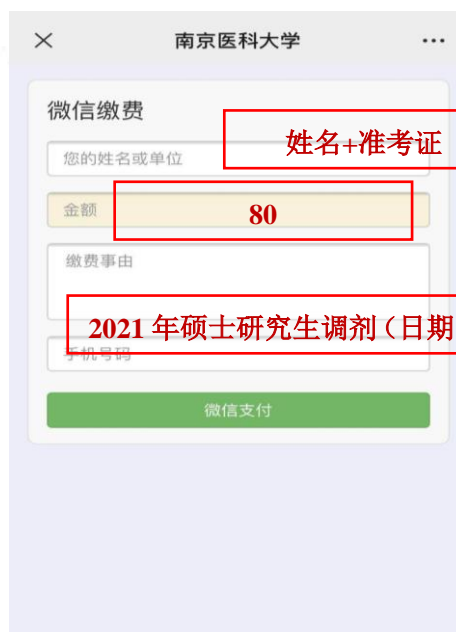 南京医科大学
微信缴费
姓名+准考证
您的姓名或单位
金额
80
缴费事由
2021 年硕士研究生调剂（日期
手机号码
微信支付